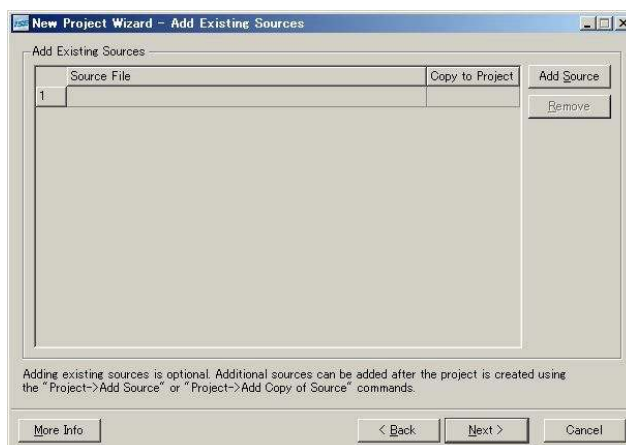 ISE New Project Wizard - Add Existing Sources
Add Existing Sources
Source File Copy to Project
1
Add Source
Remove
Adding existing sources is optional. Additional sources can be added after the project is created using
the "Project->Add Source" or "Project->Add Copy of Source" commands.
More Info < Back Next > Cancel